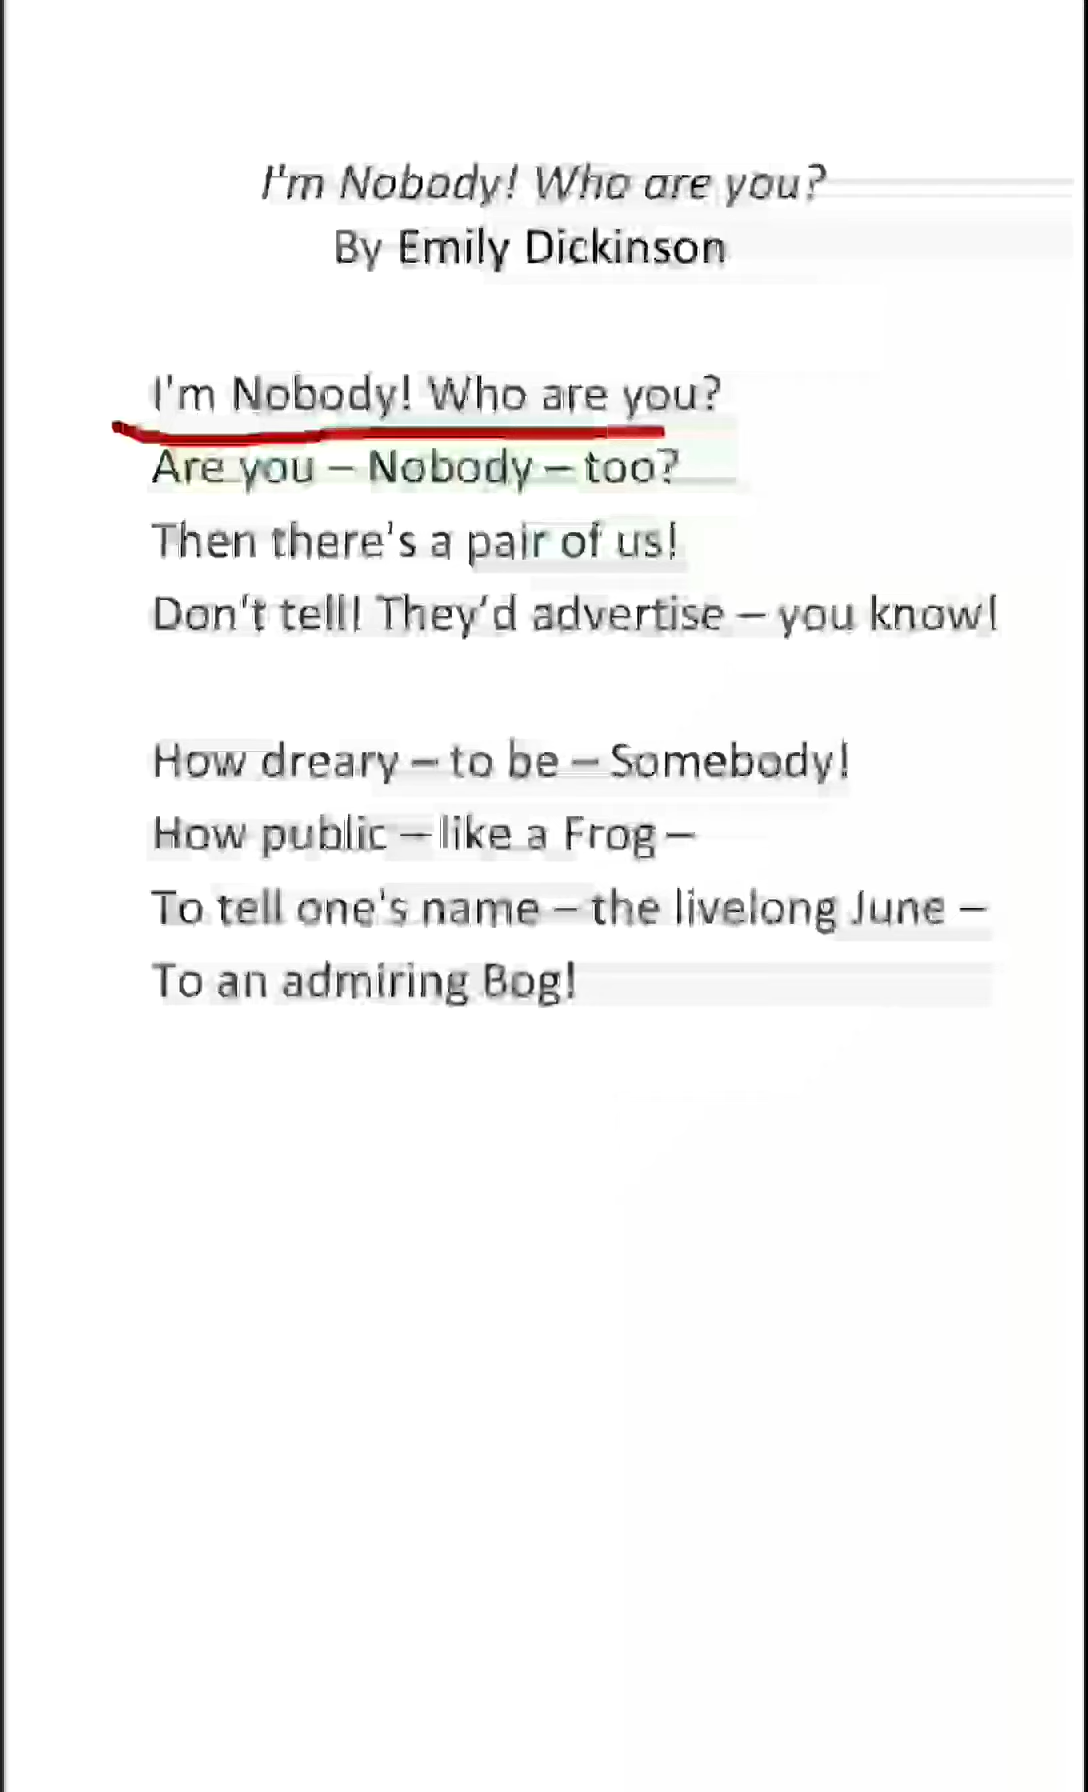 I'm Nobody! Who are you?
By Emily Dickinson
I'm Nobody! Who are you?
Are you – Nobody – too?
Then there's a pair of us!
Don't tell! They'd advertise – you know!
How dreary – to be – Somebody!
How public – like a Frog –
To tell one's name – the livelong June –
To an admiring Bog!